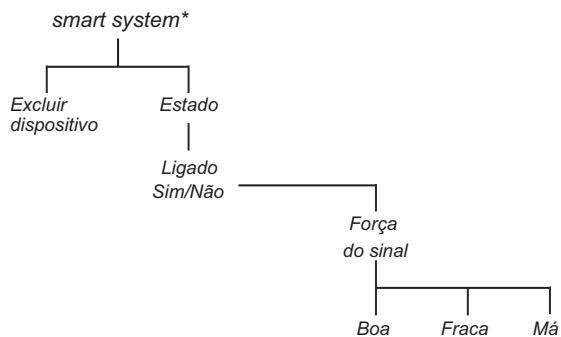 smart system*
Excluir
dispositivo
Estado
Ligado
Sim/Não
Força
do sinal
Boa
Fraca
Má